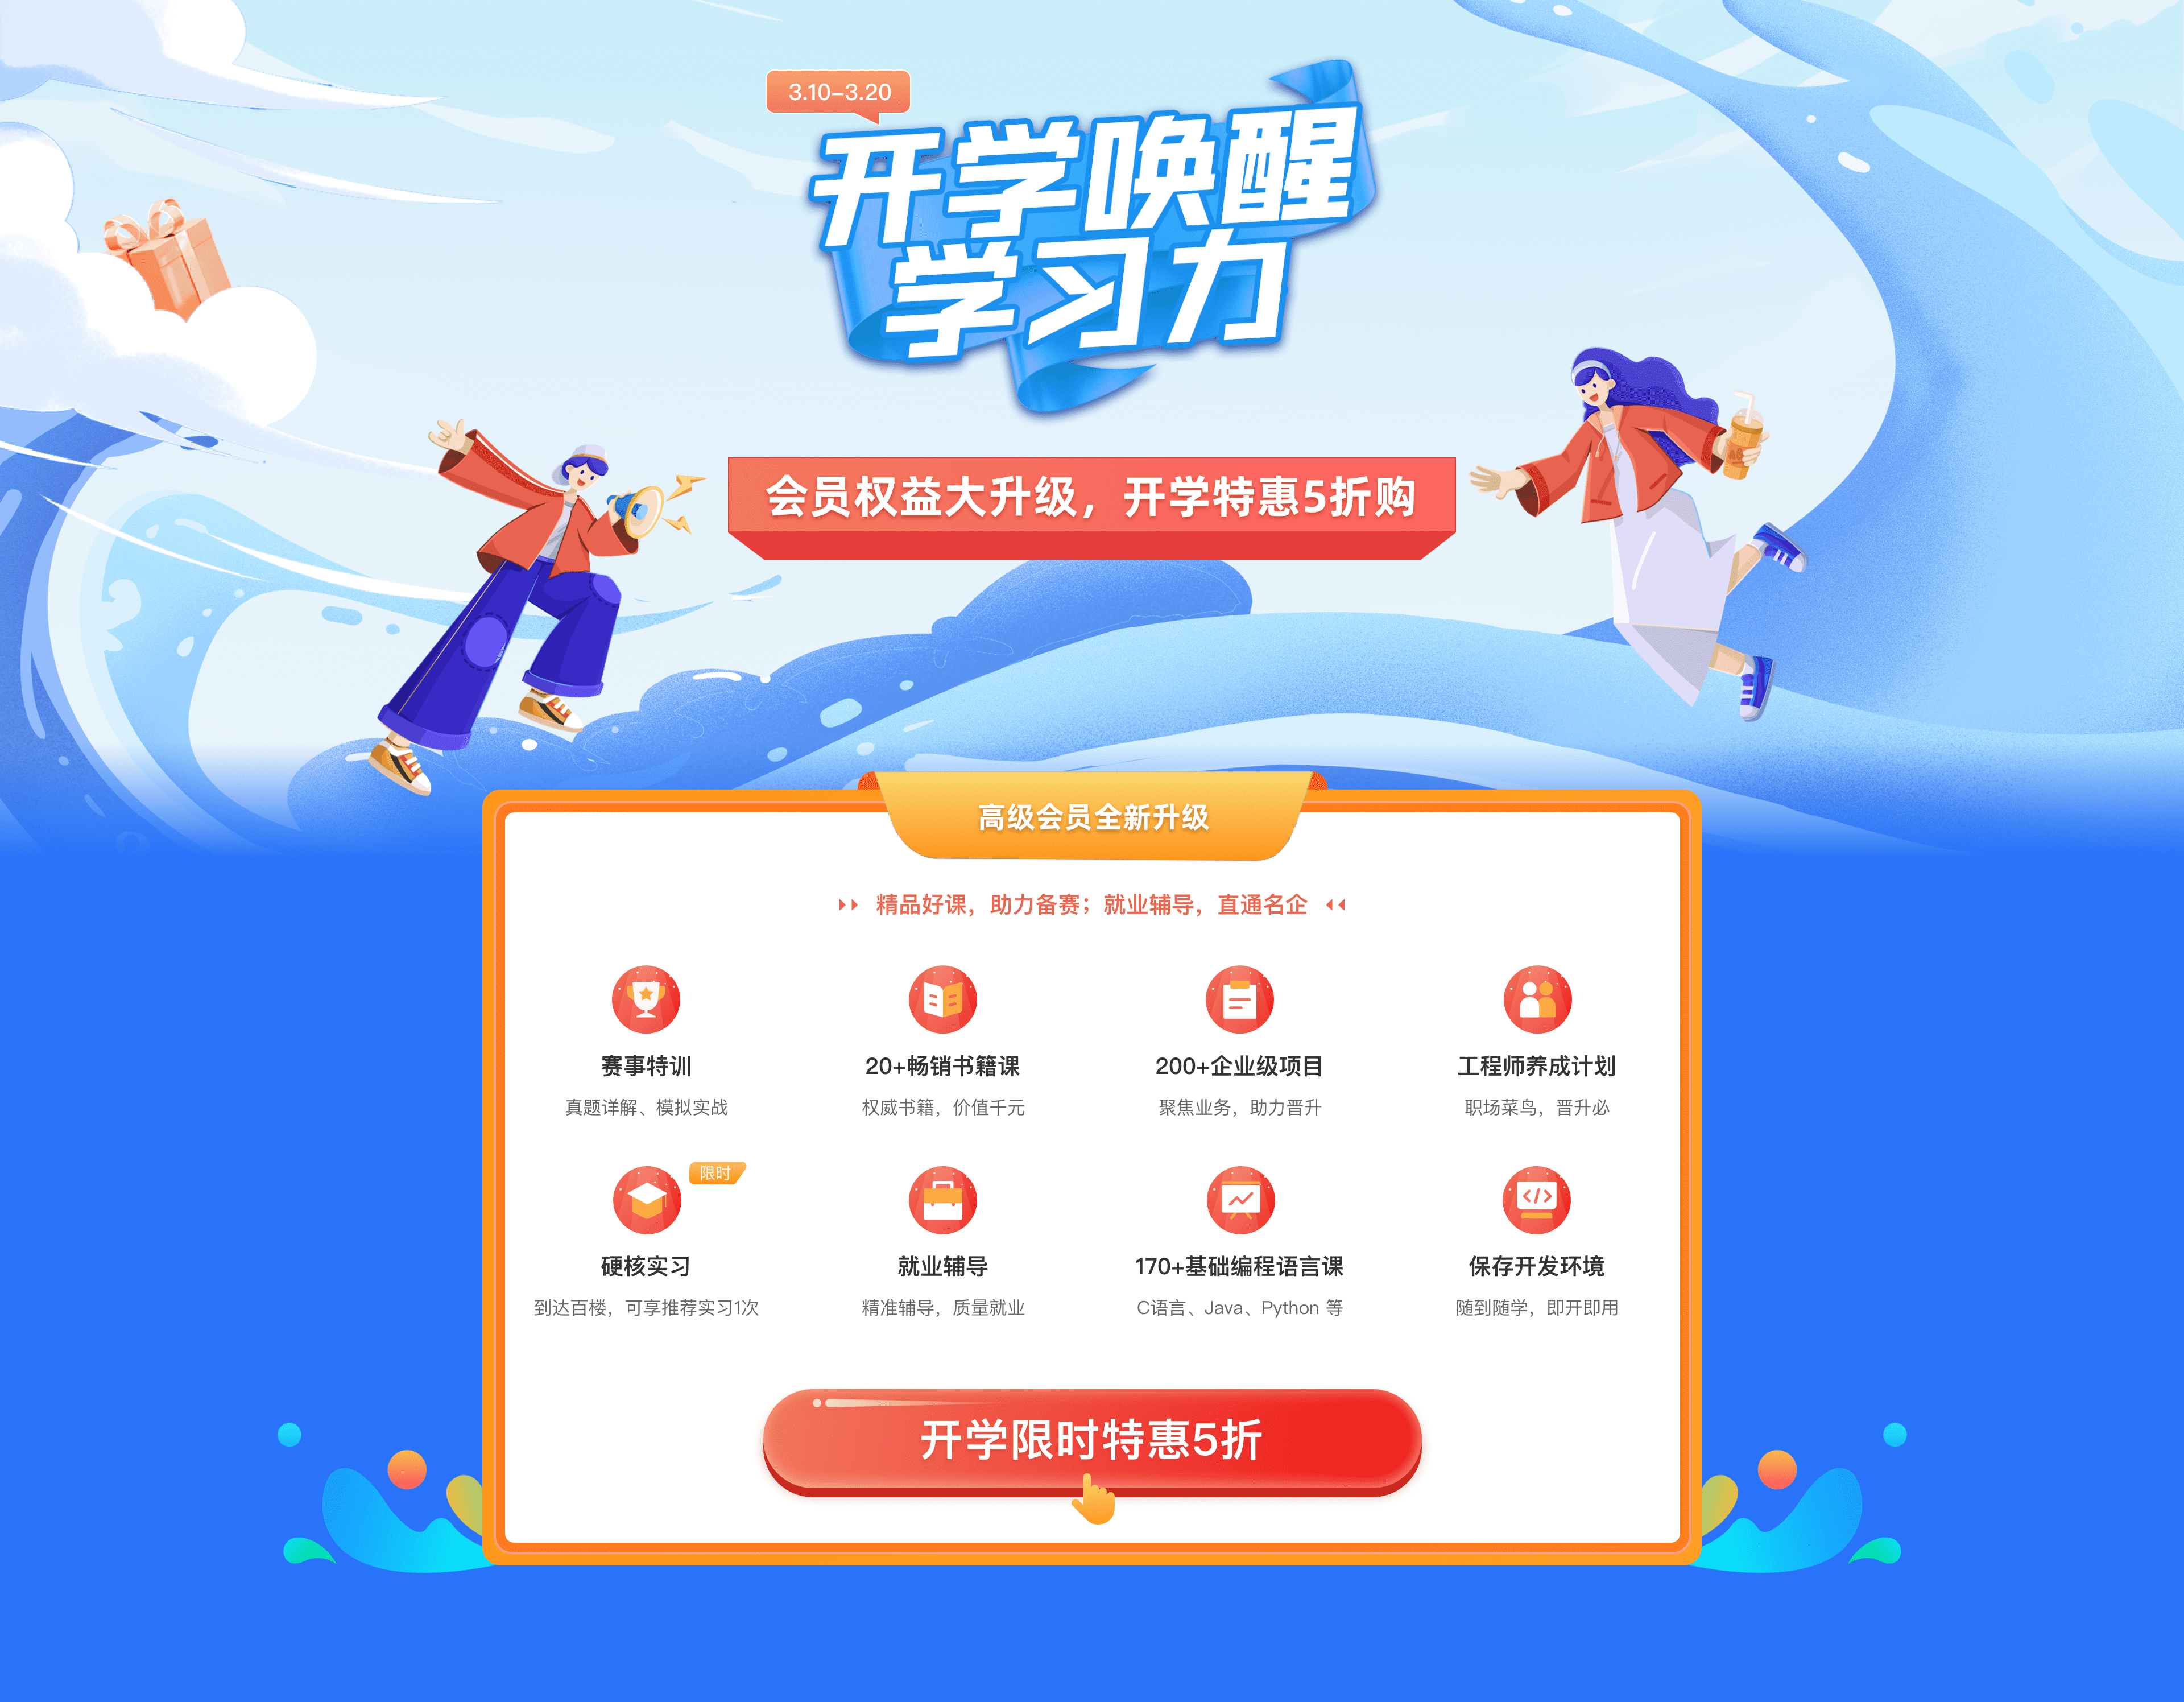 3.10-3.20
开学唤醒
学习力
会员权益大升级，开学特惠5折购
高级会员全新升级
精品好课，助力备赛；就业辅导，直通名企
赛事特训
真题详解、模拟实战
20+畅销书籍课
权威书籍，价值千元
200+企业级项目
聚焦业务，助力晋升
工程师养成计划
职场菜鸟，晋升必
限时
硬核实习
到达百楼，可享推荐实习1次
就业辅导
精准辅导，质量就业
170+基础编程语言课
C语言、Java、Python 等
保存开发环境
随到随学，即开即用
开学限时特惠5折